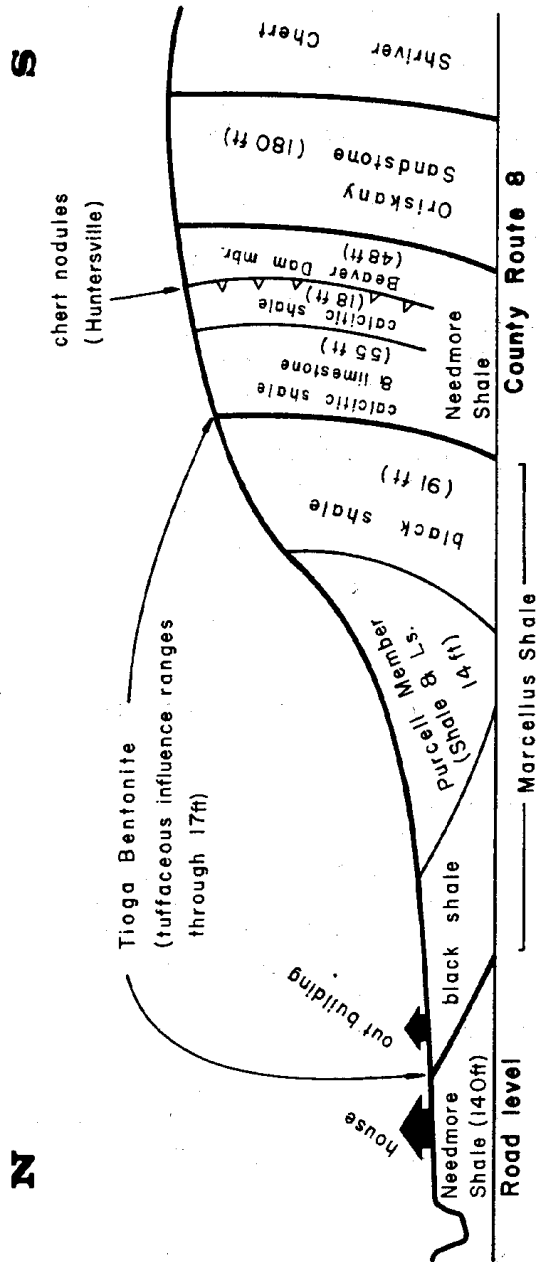 N
S
Tioga Bentonite
(tuffaceous influence ranges
through 17ft)
chert nodules
(Huntersville)
house
out building
Needmore
Shale (140ft)
black shale
Purcell Member
(Shale & Ls.
14 ft)
black shale
(91 ft)
calcitic shale
& limestone
(55 ft)
calcitic shale
(18 ft)
Beaver Dam mbr.
(48ft)
Needmore
Shale
Oriskany
Sandstone (180 ft)
Shriver Chert
Road level
Marcellus Shale
County Route 8